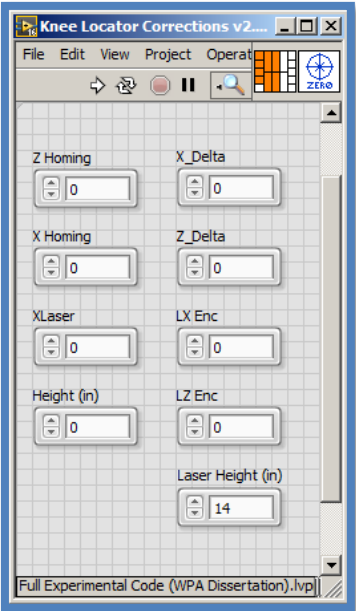 Knee Locator Corrections v2....
File Edit View Project Operat
ZERO
Z Homing X_Delta
0 0
X Homing Z_Delta
0 0
XLaser LX Enc
0 0
Height (in) LZ Enc
0 0
Laser Height (in)
14
Full Experimental Code (WPA Dissertation).lvp